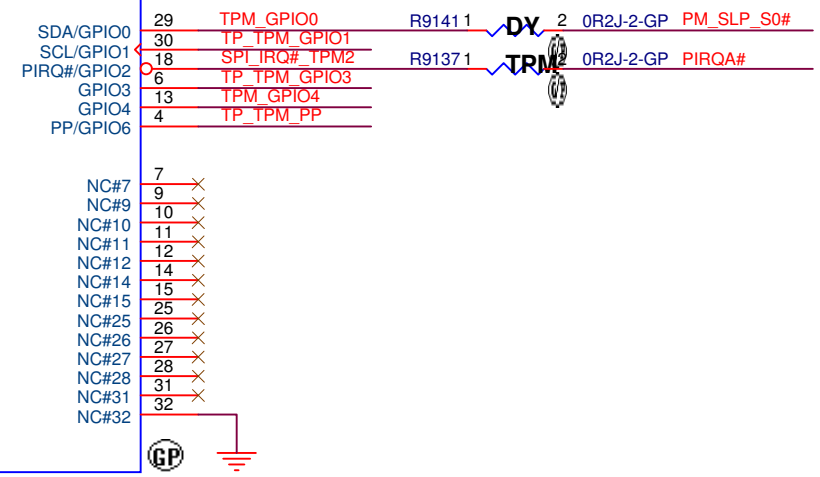 SDA/GPIO0 29 TPM_GPIO0 R9141 1 DY 2 0R2J-2-GP PM_SLP_S0#
SCL/GPIO1 30 TP_TPM_GPIO1
PIRQ#/GPIO2 18 SPI_IRQ#_TPM2 R9137 1 TPM 2 0R2J-2-GP PIRQA#
GPIO3 6 TP_TPM_GPIO3
GPIO4 13 TPM_GPIO4
PP/GPIO6 4 TP_TPM_PP
NC#7 7
NC#9 9
NC#10 10
NC#11 11
NC#12 12
NC#14 14
NC#15 15
NC#25 25
NC#26 26
NC#27 27
NC#28 28
NC#31 31
NC#32 32
GP